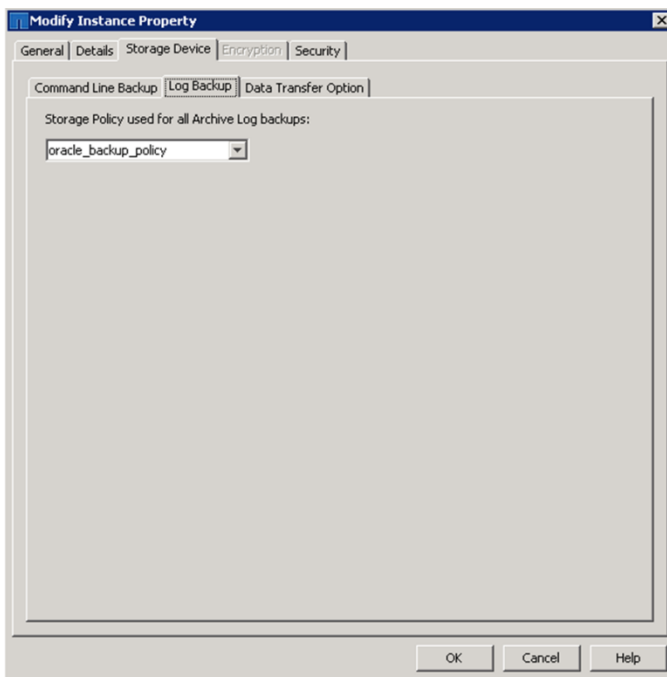 Modify Instance Property
General Details Storage Device Encryption Security
Command Line Backup Log Backup Data Transfer Option
Storage Policy used for all Archive Log backups:
oracle_backup_policy
OK Cancel Help